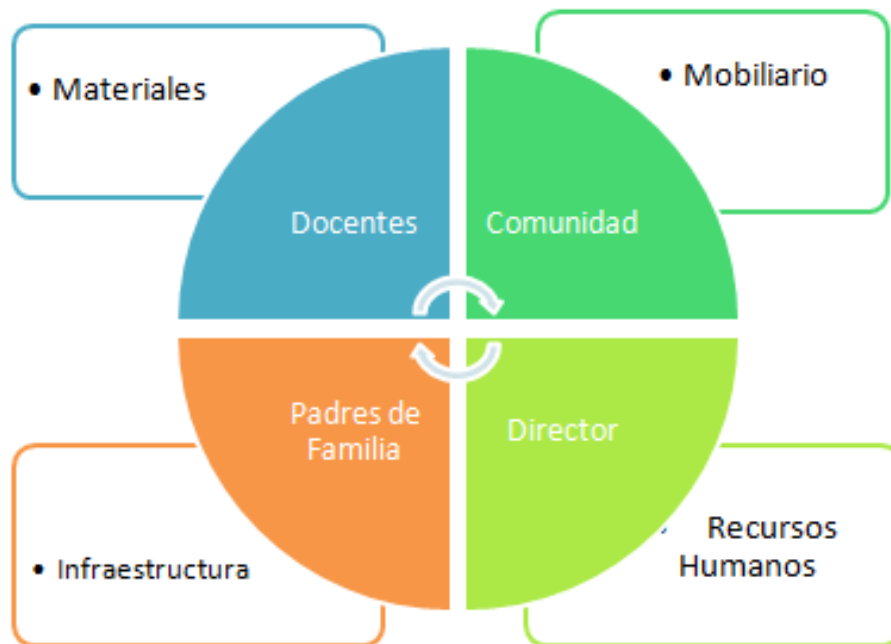 • Materiales
• Mobiliario
Docentes
Comunidad
Padres de
Familia
Director
• Infraestructura
Recursos
Humanos